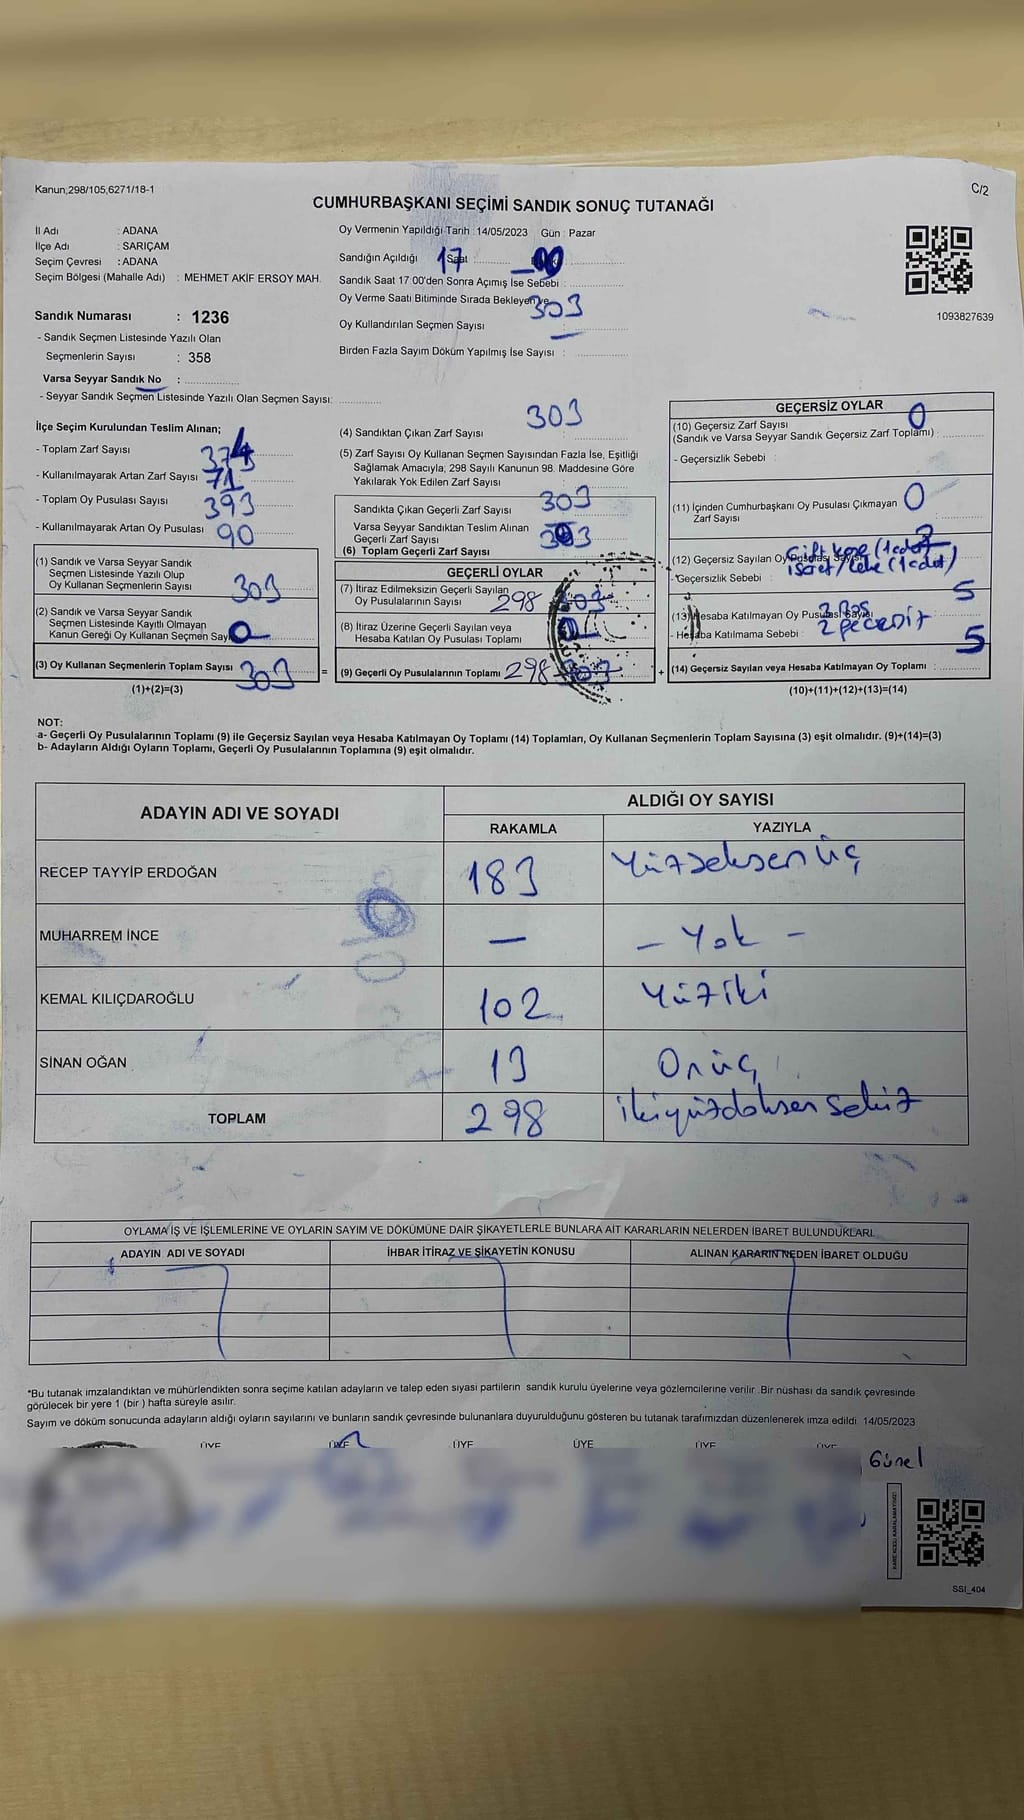 Kanun;298/105,6271/18-1
C/2
CUMHURBAŞKANI SEÇİMİ SANDIK SONUÇ TUTANAĞI
İl Adı : ADANA
İlçe Adı : SARIÇAM
Seçim Çevresi : ADANA
Seçim Bölgesi (Mahalle Adı) : MEHMET AKİF ERSOY MAH.
Sandık Numarası : 1236
- Sandık Seçmen Listesinde Yazılı Olan
Seçmenlerin Sayısı : 358
Varsa Seyyar Sandık No :
- Seyyar Sandık Seçmen Listesinde Yazılı Olan Seçmen Sayısı:
Oy Vermenin Yapıldığı Tarih :14/05/2023 Gün : Pazar
Sandığın Açıldığı 17 Saat 00
Sandık Saat 17 00'den Sonra Açımış İse Sebebi :
Oy Verme Saati Bitiminde Sırada Bekleyen ve 303
Oy Kullandırılan Seçmen Sayısı :
Birden Fazla Sayım Döküm Yapılmış İse Sayısı :
1093827639
İlçe Seçim Kurulundan Teslim Alınan;
- Toplam Zarf Sayısı 374
- Kullanılmayarak Artan Zarf Sayısı 71
- Toplam Oy Pusulası Sayısı 393
- Kullanılmayarak Artan Oy Pusulası 90
(1) Sandık ve Varsa Seyyar Sandık
Seçmen Listesinde Yazılı Olup
Oy Kullanan Seçmenlerin Sayısı 303
(2) Sandık ve Varsa Seyyar Sandık
Seçmen Listesinde Kayıtlı Olmayan
Kanun Gereği Oy Kullanan Seçmen Say 0
(3) Oy Kullanan Seçmenlerin Toplam Sayısı 303
(1)+(2)=(3)
=
(4) Sandıktan Çıkan Zarf Sayısı : 303
(5) Zarf Sayısı Oy Kullanan Seçmen Sayısından Fazla İse, Eşitliği
Sağlamak Amacıyla; 298 Sayılı Kanunun 98. Maddesine Göre
Yakılarak Yok Edilen Zarf Sayısı
Sandıkta Çıkan Geçerli Zarf Sayısı 303
Varsa Seyyar Sandıktan Teslim Alınan
Geçerli Zarf Sayısı
(6) Toplam Geçerli Zarf Sayısı 303
GEÇERLİ OYLAR
(7) İtiraz Edilmeksizin Geçerli Sayılan
Oy Pusulalarının Sayısı 298
(8) İtiraz Üzerine Geçerli Sayılan veya
Hesaba Katılan Oy Pusulası Toplamı
(9) Geçerli Oy Pusulalarının Toplamı 298
+
GEÇERSİZ OYLAR
(10) Geçersiz Zarf Sayısı 0
(Sandık ve Varsa Seyyar Sandık Geçersiz Zarf Toplamı) :
- Geçersizlik Sebebi :
(11) İçinden Cumhurbaşkanı Oy Pusulası Çıkmayan 0
Zarf Sayısı
(12) Geçersiz Sayılan Oy Pusulası Sayısı
- Geçersizlik Sebebi :
(13) Hesaba Katılmayan Oy Pusulası Sayısı 5
- Hesaba Katılmama Sebebi :
2 Boş
2 peçenit
(14) Geçersiz Sayılan veya Hesaba Katılmayan Oy Toplamı : 5
(10)+(11)+(12)+(13)=(14)
NOT:
a- Geçerli Oy Pusulalarının Toplamı (9) ile Geçersiz Sayılan veya Hesaba Katılmayan Oy Toplamı (14) Toplamları, Oy Kullanan Seçmenlerin Toplam Sayısına (3) eşit olmalıdır. (9)+(14)=(3)
b- Adayların Aldığı Oyların Toplamı, Geçerli Oy Pusulalarının Toplamına (9) eşit olmalıdır.
ADAYIN ADI VE SOYADI
ALDIĞI OY SAYISI
RAKAMLA YAZIYLA
RECEP TAYYİP ERDOĞAN 183 Yüzseksen üç
MUHARREM İNCE — - Yok -
KEMAL KILIÇDAROĞLU 102 Yüziki
SİNAN OĞAN 13 Onüç
TOPLAM 298 ikiyüzdoksan sekiz
OYLAMA İŞ VE İŞLEMLERINE VE OYLARIN SAYIM VE DÖKÜMÜNE DAİR ŞİKAYETLERLE BUNLARA AİT KARARLARIN NELERDEN İBARET BULUNDUKLARI
ADAYIN ADI VE SOYADI İHBAR İTİRAZ VE ŞİKAYETİN KONUSU ALINAN KARARIN NEDEN İBARET OLDUĞU
*Bu tutanak imzalandıktan ve mühürlendikten sonra seçime katılan adayların ve talep eden siyasi partilerin sandık kurulu üyelerine veya gözlemcilerine verilir .Bir nüshası da sandık çevresinde
görülecek bir yere 1 (bir ) hafta süreyle asılır.
Sayım ve döküm sonucunda adayların aldığı oyların sayılarını ve bunların sandık çevresinde bulunanlara duyurulduğunu gösteren bu tutanak tarafımızdan düzenlenerek imza edildi. 14/05/2023
ÜYE ÜYE ÜYE ÜYE ÜYE ÜYE
Günel
KAREKODU KARALAMAYINIZ!
SSI_404